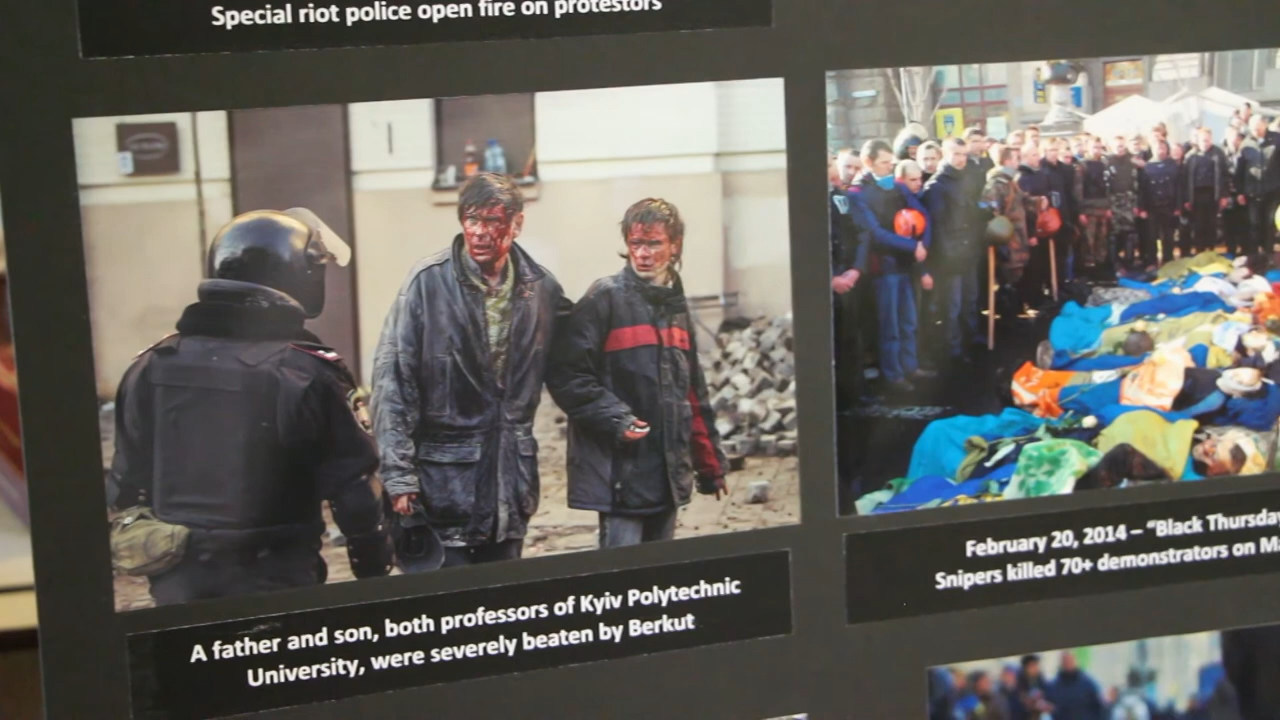 Special riot police open fire on protestors
A father and son, both professors of Kyiv Polytechnic
University, were severely beaten by Berkut
February 20, 2014 – “Black Thursday
Snipers killed 70+ demonstrators on